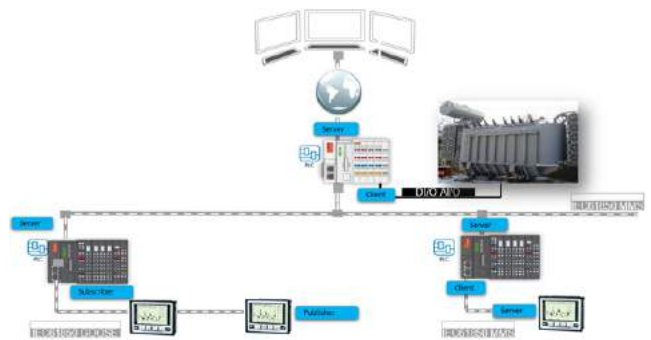 Server
PLC
Client
DI/O AI/O
IEC61850 MMS
Server
Server
PLC
PLC
Subscriber
Client
Publisher
Server
IEC61850 GOOSE
IEC61850 MMS